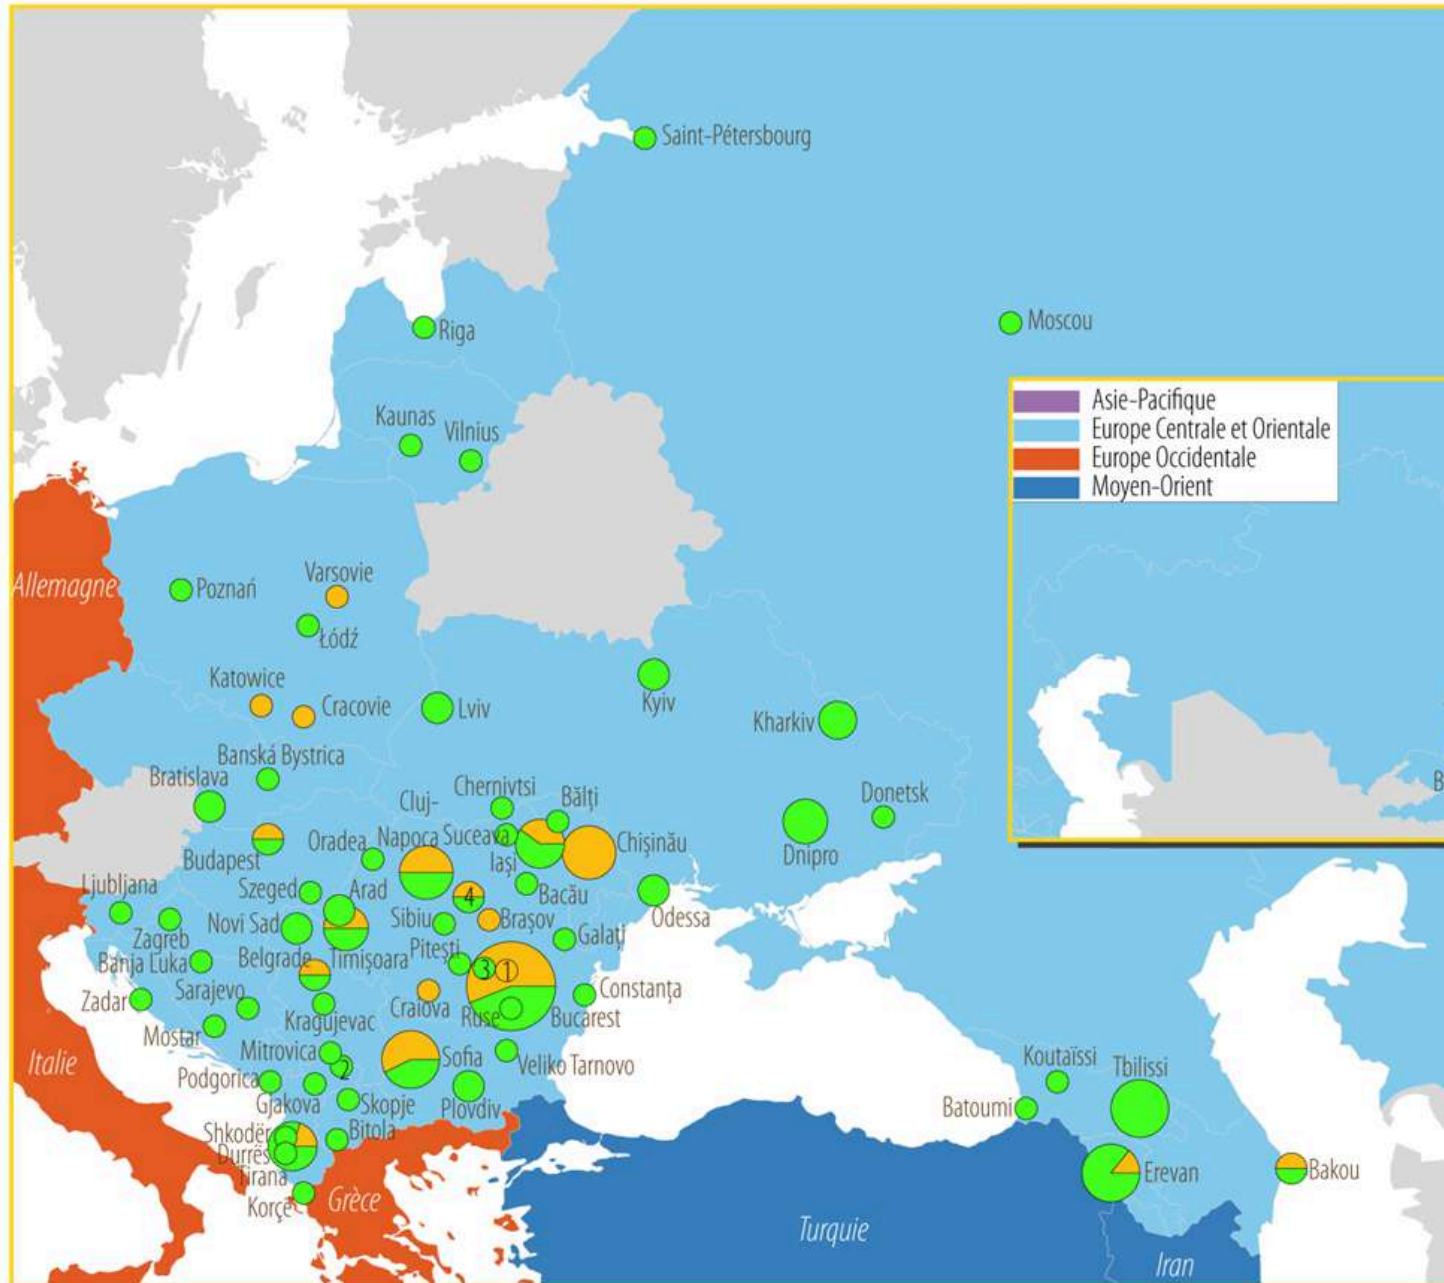 Saint-Pétersbourg
Moscou
Riga
Asie-Pacifique
Europe Centrale et Orientale
Europe Occidentale
Moyen-Orient
Kaunas
Vilnius
Allemagne
Poznań
Varsovie
Łódź
Katowice
Cracovie
Lviv
Kyiv
Kharkiv
Banská Bystrica
Bratislava
Chernivtsi
Bălți
Donetsk
B
Cluj-
Napoca
Suceava
Chișinău
Oradea
Budapest
Iași
Dnipro
Ljubljana
Szeged
Arad
4
Bacău
Odessa
Novi Sad
Sibiu
Brașov
Zagreb
Galați
Banja Luka
Belgrade
Timișoara
Pitești
3
1
Zadar
Sarajevo
Craiova
Constanța
Kragujevac
Ruse
Bucarest
Mostar
Italie
Mitrovica
2
Sofia
Veliko Tarnovo
Koutaïssi
Tbilissi
Podgorica
Gjakova
Skopje
Plovdiv
Batoumi
Shkodër
Bitola
Durrës
Tirana
Erevan
Bakou
Korçë
Grèce
Turquie
Iran